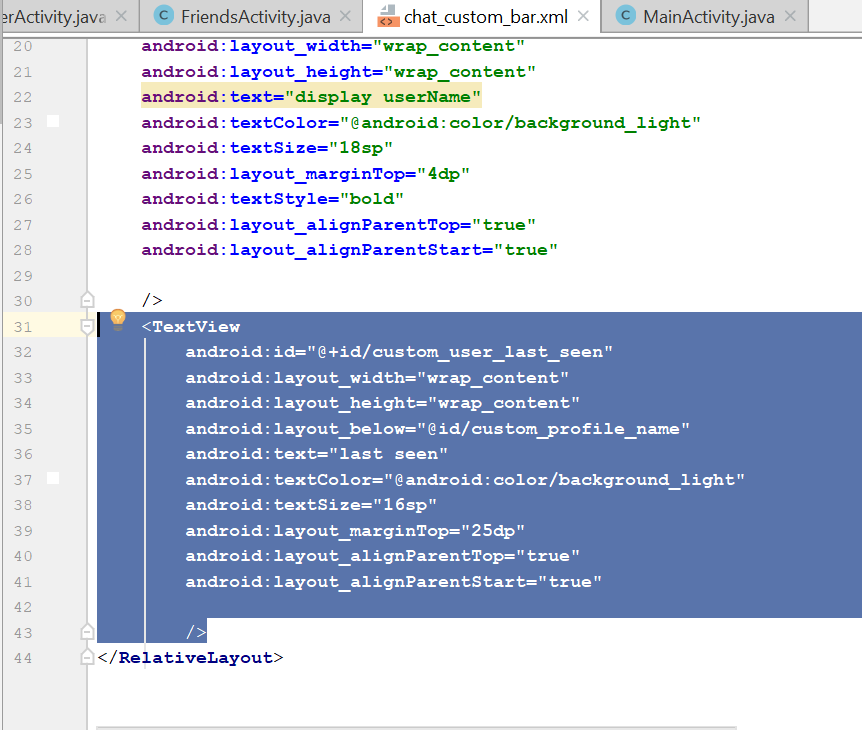 erActivity.java FriendsActivity.java chat_custom_bar.xml MainActivity.java
20 android:layout_width="wrap_content"
21 android:layout_height="wrap_content"
22 android:text="display userName"
23 android:textColor="@android:color/background_light"
24 android:textSize="18sp"
25 android:layout_marginTop="4dp"
26 android:textStyle="bold"
27 android:layout_alignParentTop="true"
28 android:layout_alignParentStart="true"
29
30 />
31 <TextView
32 android:id="@+id/custom_user_last_seen"
33 android:layout_width="wrap_content"
34 android:layout_height="wrap_content"
35 android:layout_below="@id/custom_profile_name"
36 android:text="last seen"
37 android:textColor="@android:color/background_light"
38 android:textSize="16sp"
39 android:layout_marginTop="25dp"
40 android:layout_alignParentTop="true"
41 android:layout_alignParentStart="true"
42
43 />
44 </RelativeLayout>